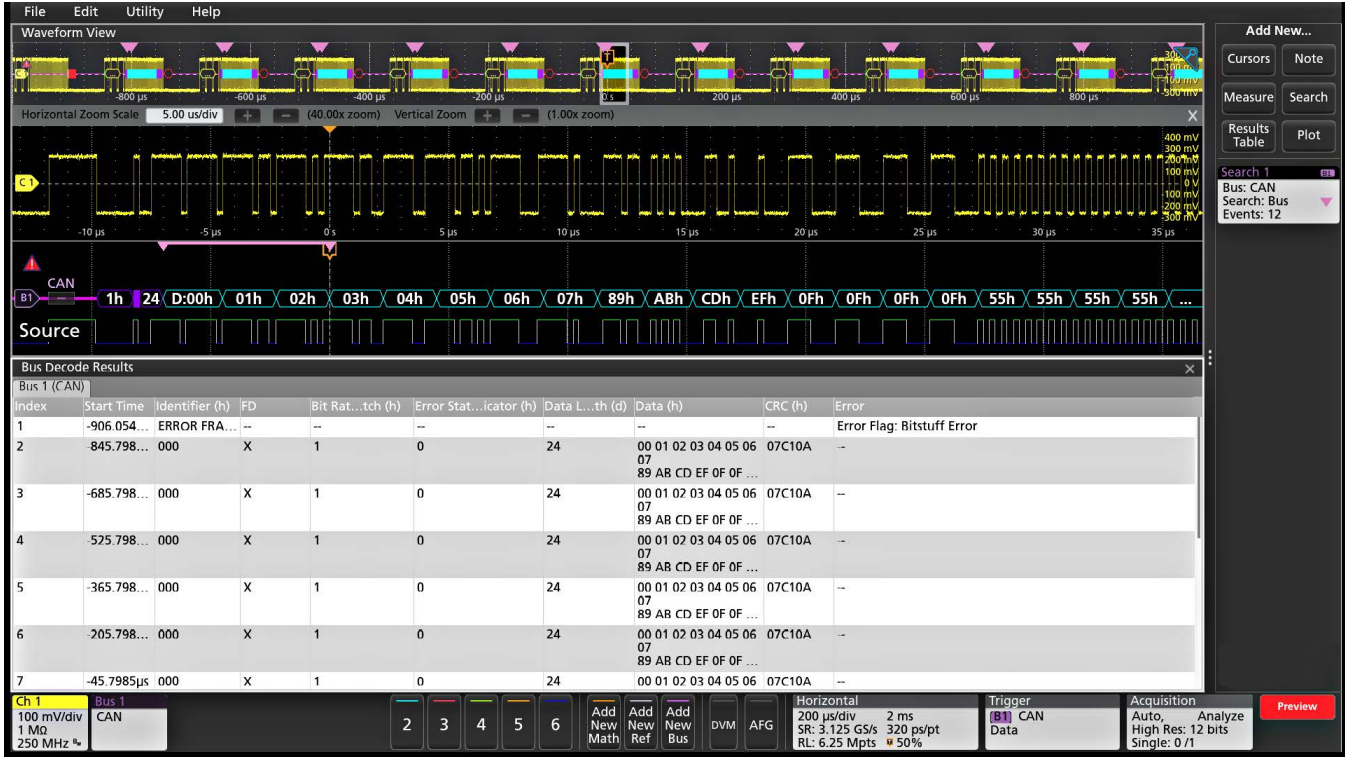 File Edit Utility Help
Waveform View
Add New...
Cursors Note
Measure Search
Results Table Plot
Search 1 B1
Bus: CAN
Search: Bus
Events: 12
T
C1
-800 µs -600 µs -400 µs -200 µs 0 s 200 µs 400 µs 600 µs 800 µs
Horizontal Zoom Scale 5.00 us/div + − (40.00x zoom) Vertical Zoom + − (1.00x zoom) X
400 mV
300 mV
200 mV
100 mV
0 V
-100 mV
-200 mV
-300 mV
C 1
-10 µs -5 µs 0 s 5 µs 10 µs 15 µs 20 µs 25 µs 30 µs 35 µs
CAN
B1 1h 24 D:00h 01h 02h 03h 04h 05h 06h 07h 89h ABh CDh EFh 0Fh 0Fh 0Fh 0Fh 55h 55h 55h 55h ...
Source
Bus Decode Results
Bus 1 (CAN)
Index Start Time Identifier (h) FD Bit Rat...tch (h) Error Stat...icator (h) Data L...th (d) Data (h) CRC (h) Error
1 -906.054... ERROR FRA... -- -- -- -- -- -- Error Flag: Bitstuff Error
2 -845.798... 000 X 1 0 24 00 01 02 03 04 05 06 07C10A --
07
89 AB CD EF 0F 0F ...
3 -685.798... 000 X 1 0 24 00 01 02 03 04 05 06 07C10A --
07
89 AB CD EF 0F 0F ...
4 -525.798... 000 X 1 0 24 00 01 02 03 04 05 06 07C10A --
07
89 AB CD EF 0F 0F ...
5 -365.798... 000 X 1 0 24 00 01 02 03 04 05 06 07C10A --
07
89 AB CD EF 0F 0F ...
6 -205.798... 000 X 1 0 24 00 01 02 03 04 05 06 07C10A --
07
89 AB CD EF 0F 0F ...
7 -45.7985µs 000 X 1 0 24 00 01 02 03 04 05 06 07C10A --
Ch 1
100 mV/div
1 MΩ
250 MHz
Bus 1
CAN
2 3 4 5 6
Add New Math
Add New Ref
Add New Bus
DVM AFG
Horizontal
200 µs/div 2 ms
SR: 3.125 GS/s 320 ps/pt
RL: 6.25 Mpts 50%
Trigger
B1 CAN
Data
Acquisition
Auto, Analyze
High Res: 12 bits
Single: 0 /1
Preview